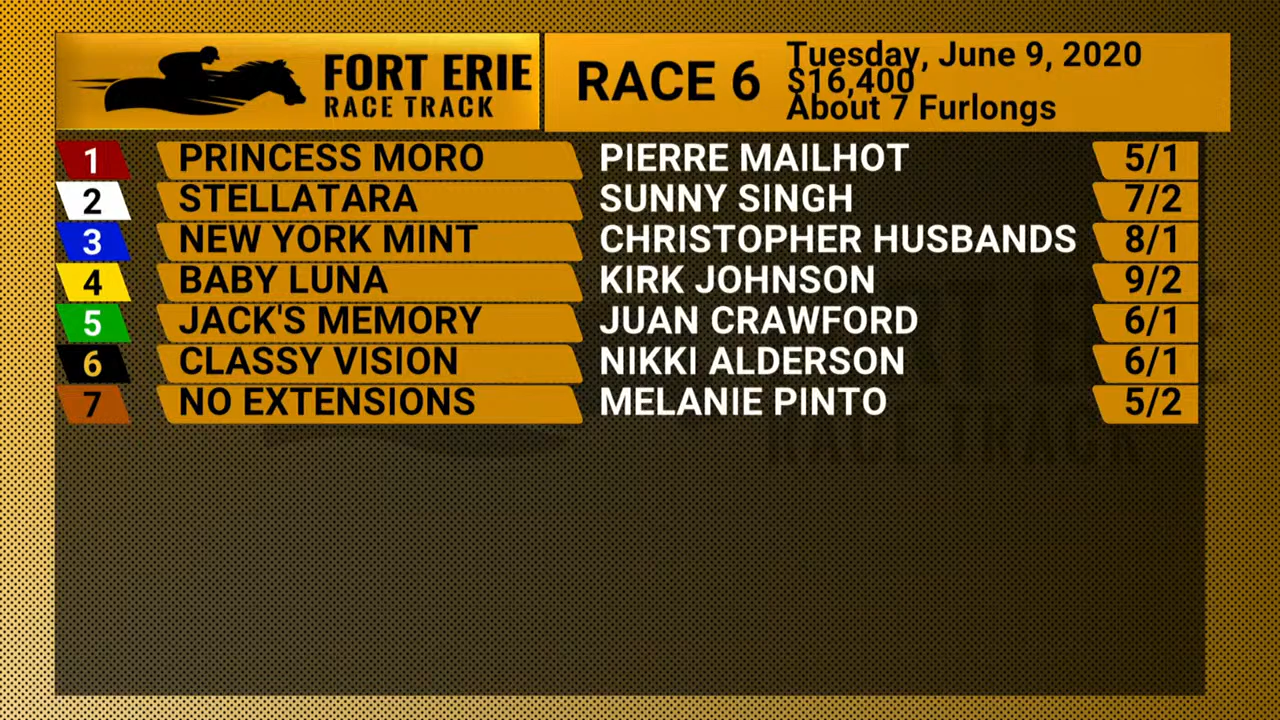 FORT ERIE
RACE TRACK
RACE 6
Tuesday, June 9, 2020
$16,400
About 7 Furlongs
1 PRINCESS MORO PIERRE MAILHOT 5/1
2 STELLATARA SUNNY SINGH 7/2
3 NEW YORK MINT CHRISTOPHER HUSBANDS 8/1
4 BABY LUNA KIRK JOHNSON 9/2
5 JACK'S MEMORY JUAN CRAWFORD 6/1
6 CLASSY VISION NIKKI ALDERSON 6/1
7 NO EXTENSIONS MELANIE PINTO 5/2
RACE TRACK